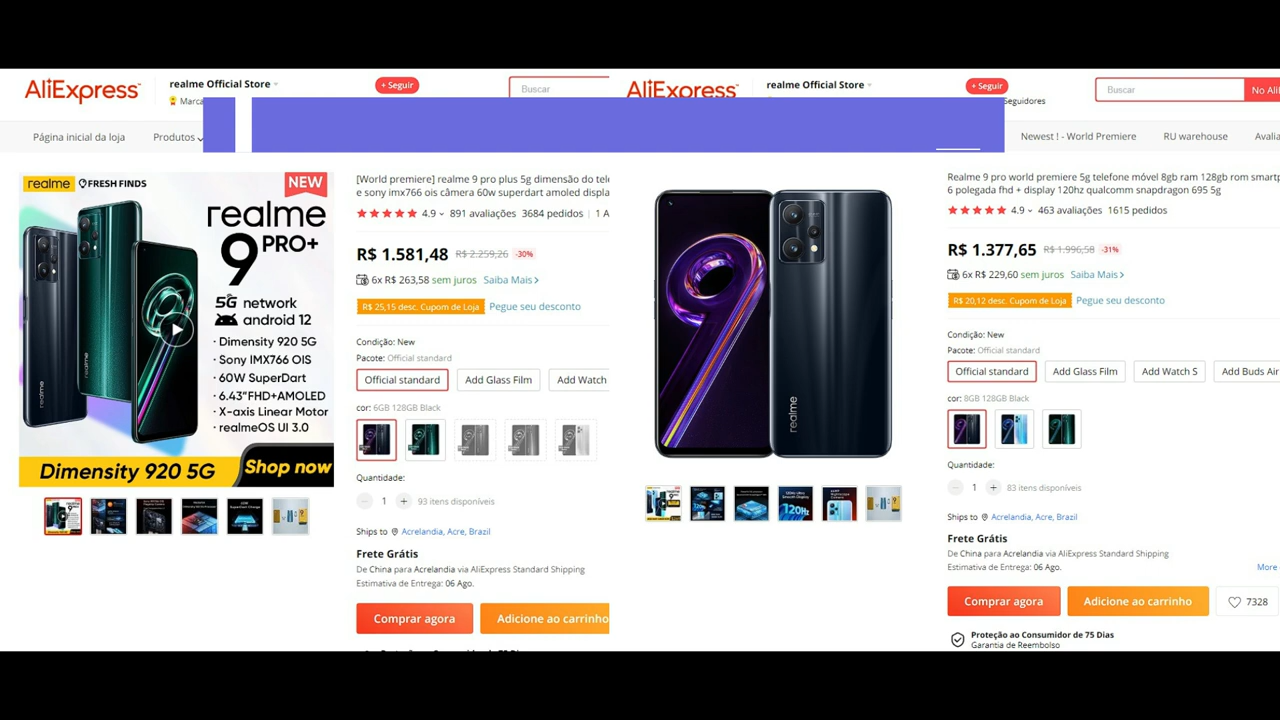 AliExpress
realme Official Store
+ Seguir
Buscar
Marca
Página inicial da loja
Produtos
realme
FRESH FINDS
NEW
realme
9 PRO+
5G network
android 12
· Dimensity 920 5G
· Sony IMX766 OIS
· 60W SuperDart
· 6.43"FHD+AMOLED
· X-axis Linear Motor
· realmeOS UI 3.0
realme
realme
Dimensity 920 5G
Shop now
[World premiere] realme 9 pro plus 5g dimensão do tele
e sony imx766 ois câmera 60w superdart amoled displa
4.9 891 avaliações 3684 pedidos | 1 A
R$ 1.581,48 R$ 2.259,26 -30%
6x R$ 263,58 sem juros Saiba Mais
R$ 25,15 desc. Cupom de Loja Pegue seu desconto
Condição: New
Pacote: Official standard
Official standard
Add Glass Film
Add Watch
cor: 6GB 128GB Black
Quantidade:
− 1 + 93 itens disponíveis
Ships to Acrelandia, Acre, Brazil
Frete Grátis
De China para Acrelandia via AliExpress Standard Shipping
Estimativa de Entrega: 06 Ago.
Comprar agora
Adicione ao carrinho
AliExpress
realme Official Store
+ Seguir
Seguidores
Buscar
No Ali
Newest ! - World Premiere
RU warehouse
Avalia
realme
120Hz
Realme 9 pro world premiere 5g telefone móvel 8gb ram 128gb rom smartp
6 polegada fhd + display 120hz qualcomm snapdragon 695 5g
4.9 463 avaliações 1615 pedidos
R$ 1.377,65 R$ 1.996,58 -31%
6x R$ 229,60 sem juros Saiba Mais
R$ 20,12 desc. Cupom de Loja Pegue seu desconto
Condição: New
Pacote: Official standard
Official standard
Add Glass Film
Add Watch S
Add Buds Air
cor: 8GB 128GB Black
Quantidade:
− 1 + 83 itens disponíveis
Ships to Acrelandia, Acre, Brazil
Frete Grátis
De China para Acrelandia via AliExpress Standard Shipping
Estimativa de Entrega: 06 Ago.
More
Comprar agora
Adicione ao carrinho
7328
Proteção ao Consumidor de 75 Dias
Garantia de Reembolso